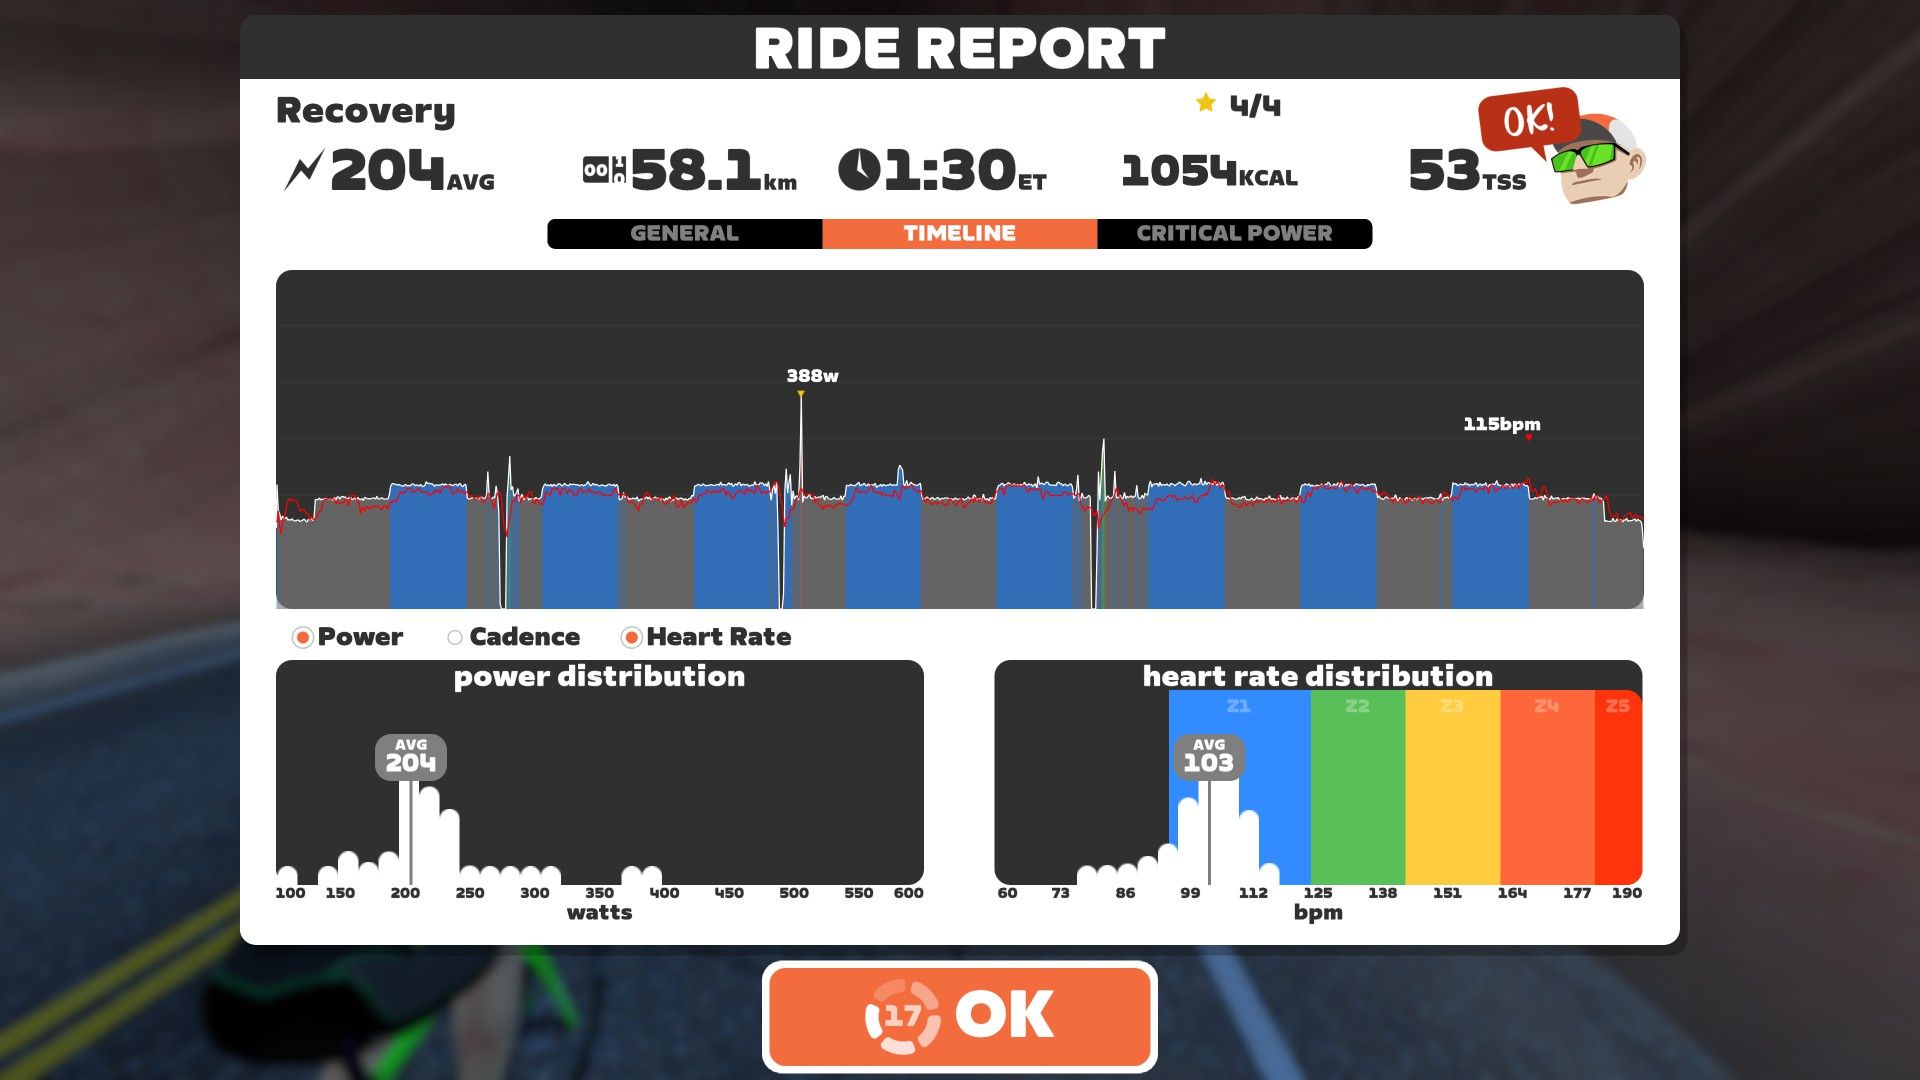 RIDE REPORT
Recovery
4/4
OK!
204AVG
58.1km
1:30ET
1054KCAL
53TSS
GENERAL
TIMELINE
CRITICAL POWER
388w
115bpm
Power
Cadence
Heart Rate
power distribution
AVG
204
100 150 200 250 300 350 400 450 500 550 600
watts
heart rate distribution
Z1 Z2 Z3 Z4 Z5
AVG
103
60 73 86 99 112 125 138 151 164 177 190
bpm
17 OK